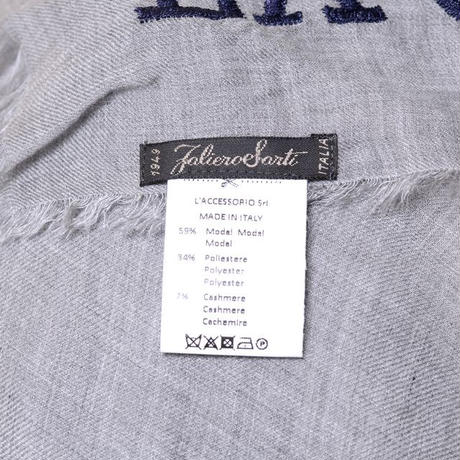 1949 Faliero Sarti ITALIA
L'ACCESSORIO Srl
MADE IN ITALY
59% Modal Modal
Modal
34% Poliestere
Polyester
Polyester
7% Cashmere
Cashmere
Cachemire